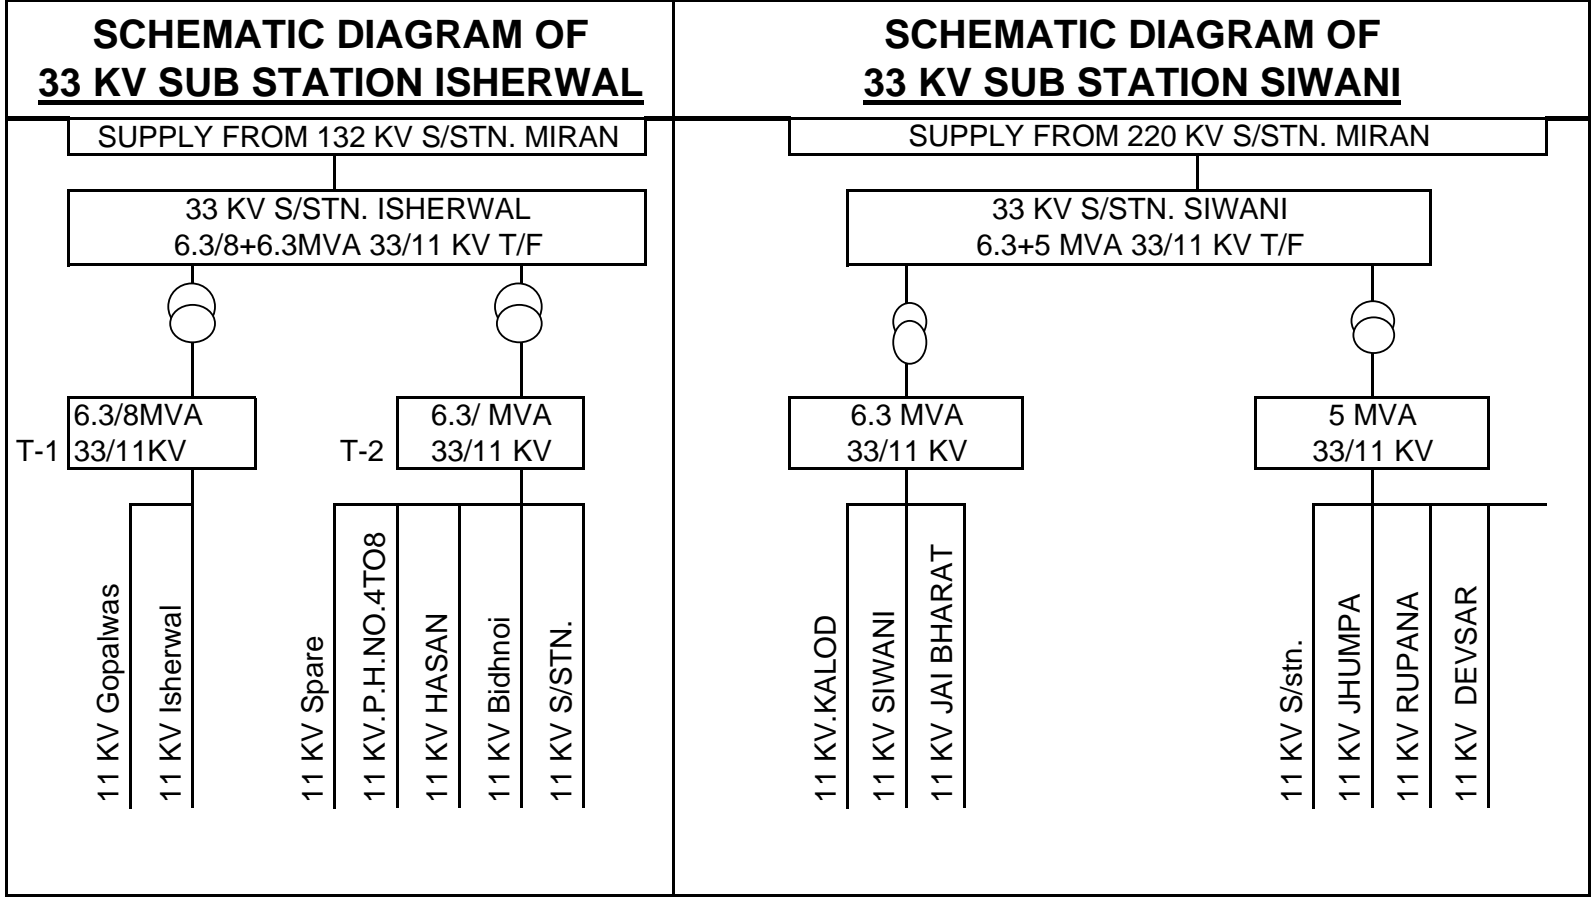 SCHEMATIC DIAGRAM OF
33 KV SUB STATION ISHERWAL
SUPPLY FROM 132 KV S/STN. MIRAN
33 KV S/STN. ISHERWAL
6.3/8+6.3MVA 33/11 KV T/F
T-1
6.3/8MVA
33/11KV
T-2
6.3/ MVA
33/11 KV
11 KV Gopalwas
11 KV Isherwal
11 KV Spare
11 KV.P.H.NO.4TO8
11 KV HASAN
11 KV Bidhnoi
11 KV S/STN.
SCHEMATIC DIAGRAM OF
33 KV SUB STATION SIWANI
SUPPLY FROM 220 KV S/STN. MIRAN
33 KV S/STN. SIWANI
6.3+5 MVA 33/11 KV T/F
6.3 MVA
33/11 KV
5 MVA
33/11 KV
11 KV.KALOD
11 KV SIWANI
11 KV JAI BHARAT
11 KV S/stn.
11 KV JHUMPA
11 KV RUPANA
11 KV  DEVSAR